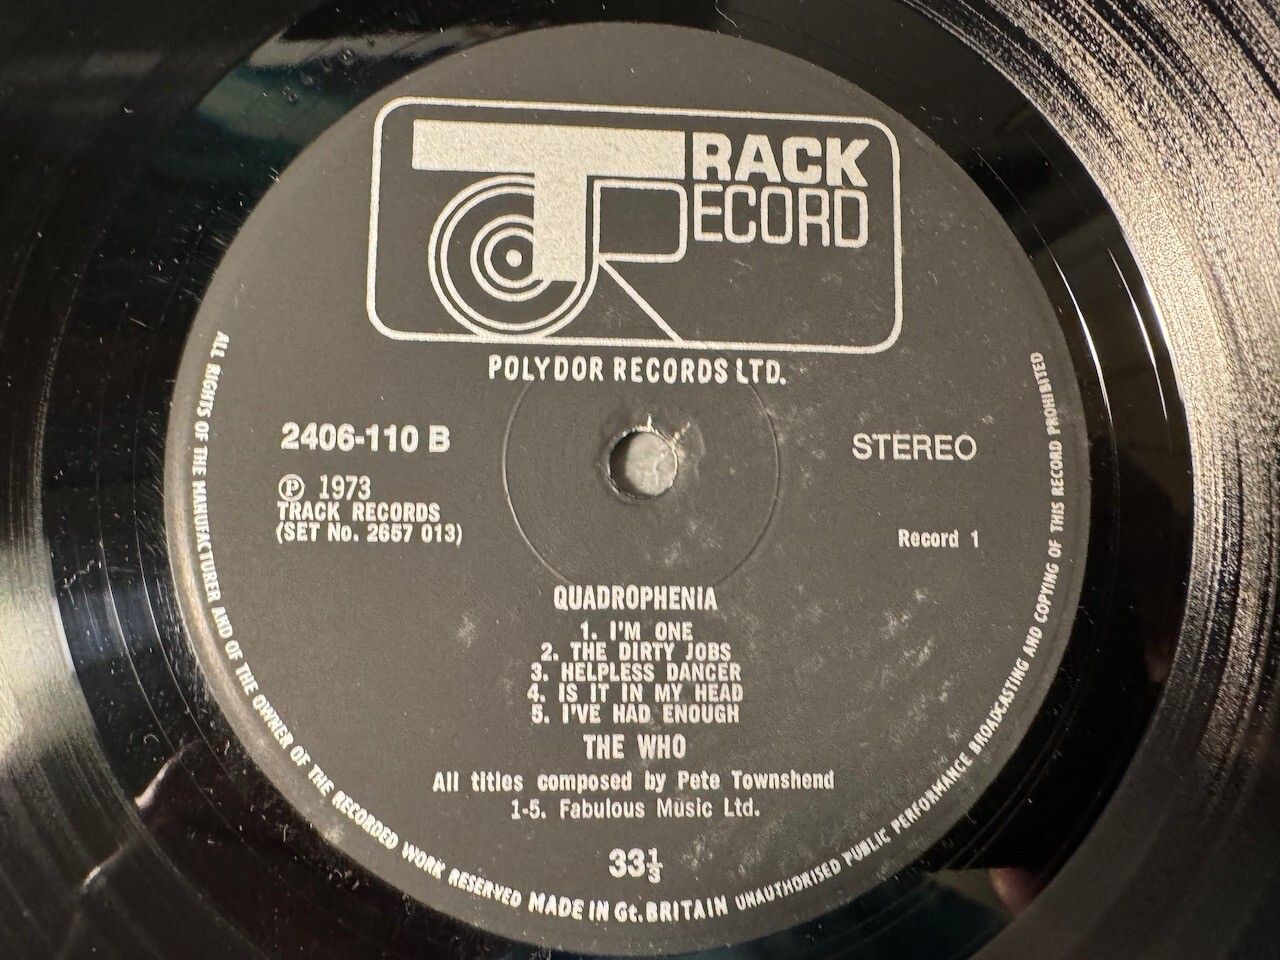 TRACK
RECORD
POLYDOR RECORDS LTD.
2406-110 B
STEREO
℗ 1973
TRACK RECORDS
(SET No. 2657 013)
Record 1
QUADROPHENIA
1. I'M ONE
2. THE DIRTY JOBS
3. HELPLESS DANCER
4. IS IT IN MY HEAD
5. I'VE HAD ENOUGH
THE WHO
All titles composed by Pete Townshend
1-5. Fabulous Music Ltd.
33⅓
ALL RIGHTS OF THE MANUFACTURER AND OF THE OWNER OF THE RECORDED WORK RESERVED MADE IN Gt. BRITAIN UNAUTHORISED PUBLIC PERFORMANCE BROADCASTING AND COPYING OF THIS RECORD PROHIBITED